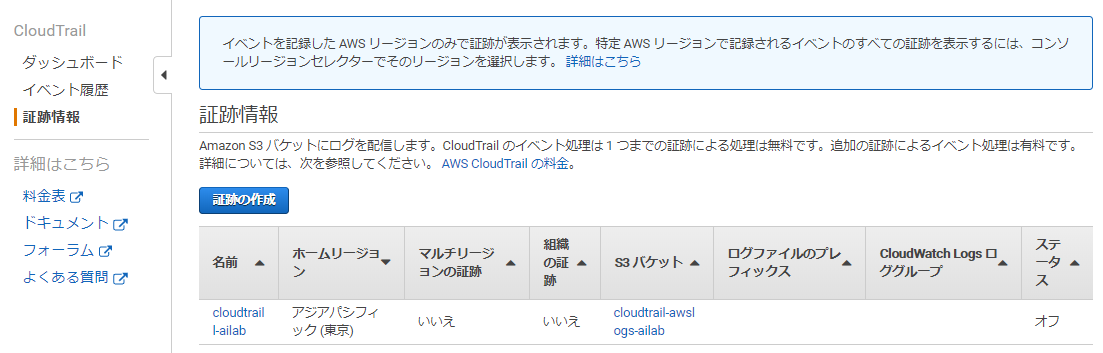 CloudTrail
ダッシュボード
イベント履歴
証跡情報
詳細はこちら
料金表
ドキュメント
フォーラム
よくある質問
イベントを記録した AWS リージョンのみで証跡が表示されます。特定 AWS リージョンで記録されるイベントのすべての証跡を表示するには、コン
ソールリージョンセレクターでそのリージョンを選択します。 詳細はこちら
証跡情報
Amazon S3 バケットにログを配信します。CloudTrail のイベント処理は 1 つまでの証跡による処理は無料です。追加の証跡によるイベント処理は有料です。
詳細については、次を参照してください。 AWS CloudTrail の料金。
証跡の作成
名前
ホームリージョ
ン
マルチリージ
ョンの証跡
組織
の証
跡
S3 バケット
ログファイルのプレ
フィックス
CloudWatch Logs ロ
ググループ
ステ
ータ
ス
cloudtrail
l-ailab
アジアパシフィ
ック (東京)
いいえ
いいえ
cloudtrail-awsl
ogs-ailab
オフ